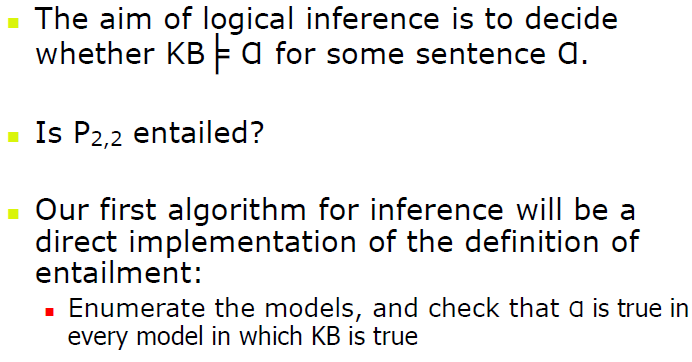 The aim of logical inference is to decide
whether KB ⊨ α for some sentence α.
Is P2,2 entailed?
Our first algorithm for inference will be a
direct implementation of the definition of
entailment:
Enumerate the models, and check that α is true in
every model in which KB is true